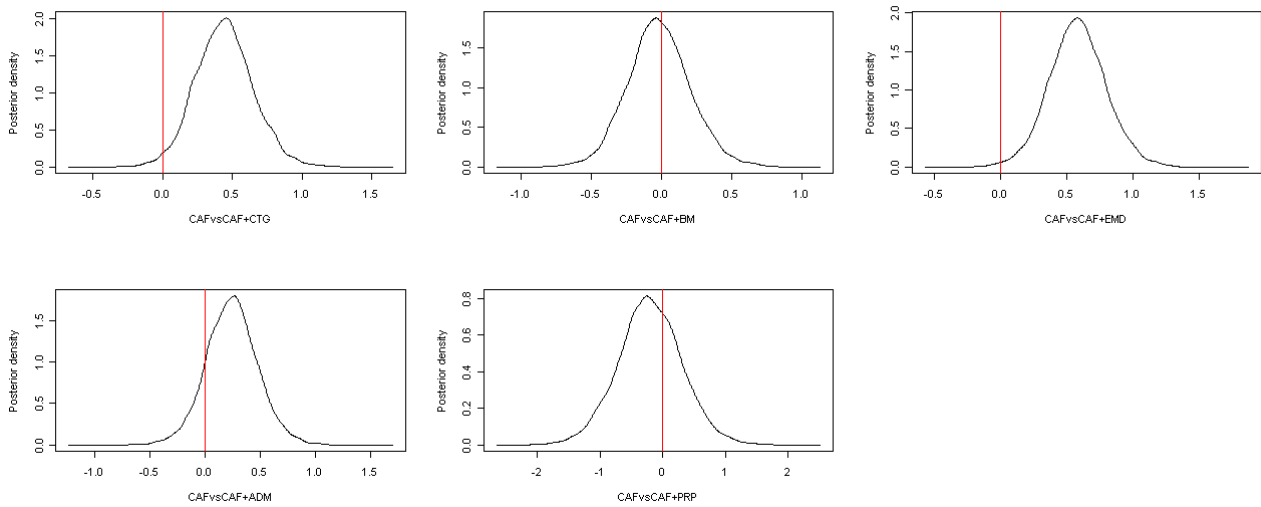 Posterior density
0.0 0.5 1.0 1.5 2.0
-0.5 0.0 0.5 1.0 1.5
CAFvsCAF+CTG
Posterior density
0.0 0.5 1.0 1.5
-1.0 -0.5 0.0 0.5 1.0
CAFvsCAF+BM
Posterior density
0.0 0.5 1.0 1.5 2.0
-0.5 0.0 0.5 1.0 1.5
CAFvsCAF+EMD
Posterior density
0.0 0.5 1.0 1.5
-1.0 -0.5 0.0 0.5 1.0 1.5
CAFvsCAF+ADM
Posterior density
0.0 0.2 0.4 0.6 0.8
-2 -1 0 1 2
CAFvsCAF+PRP